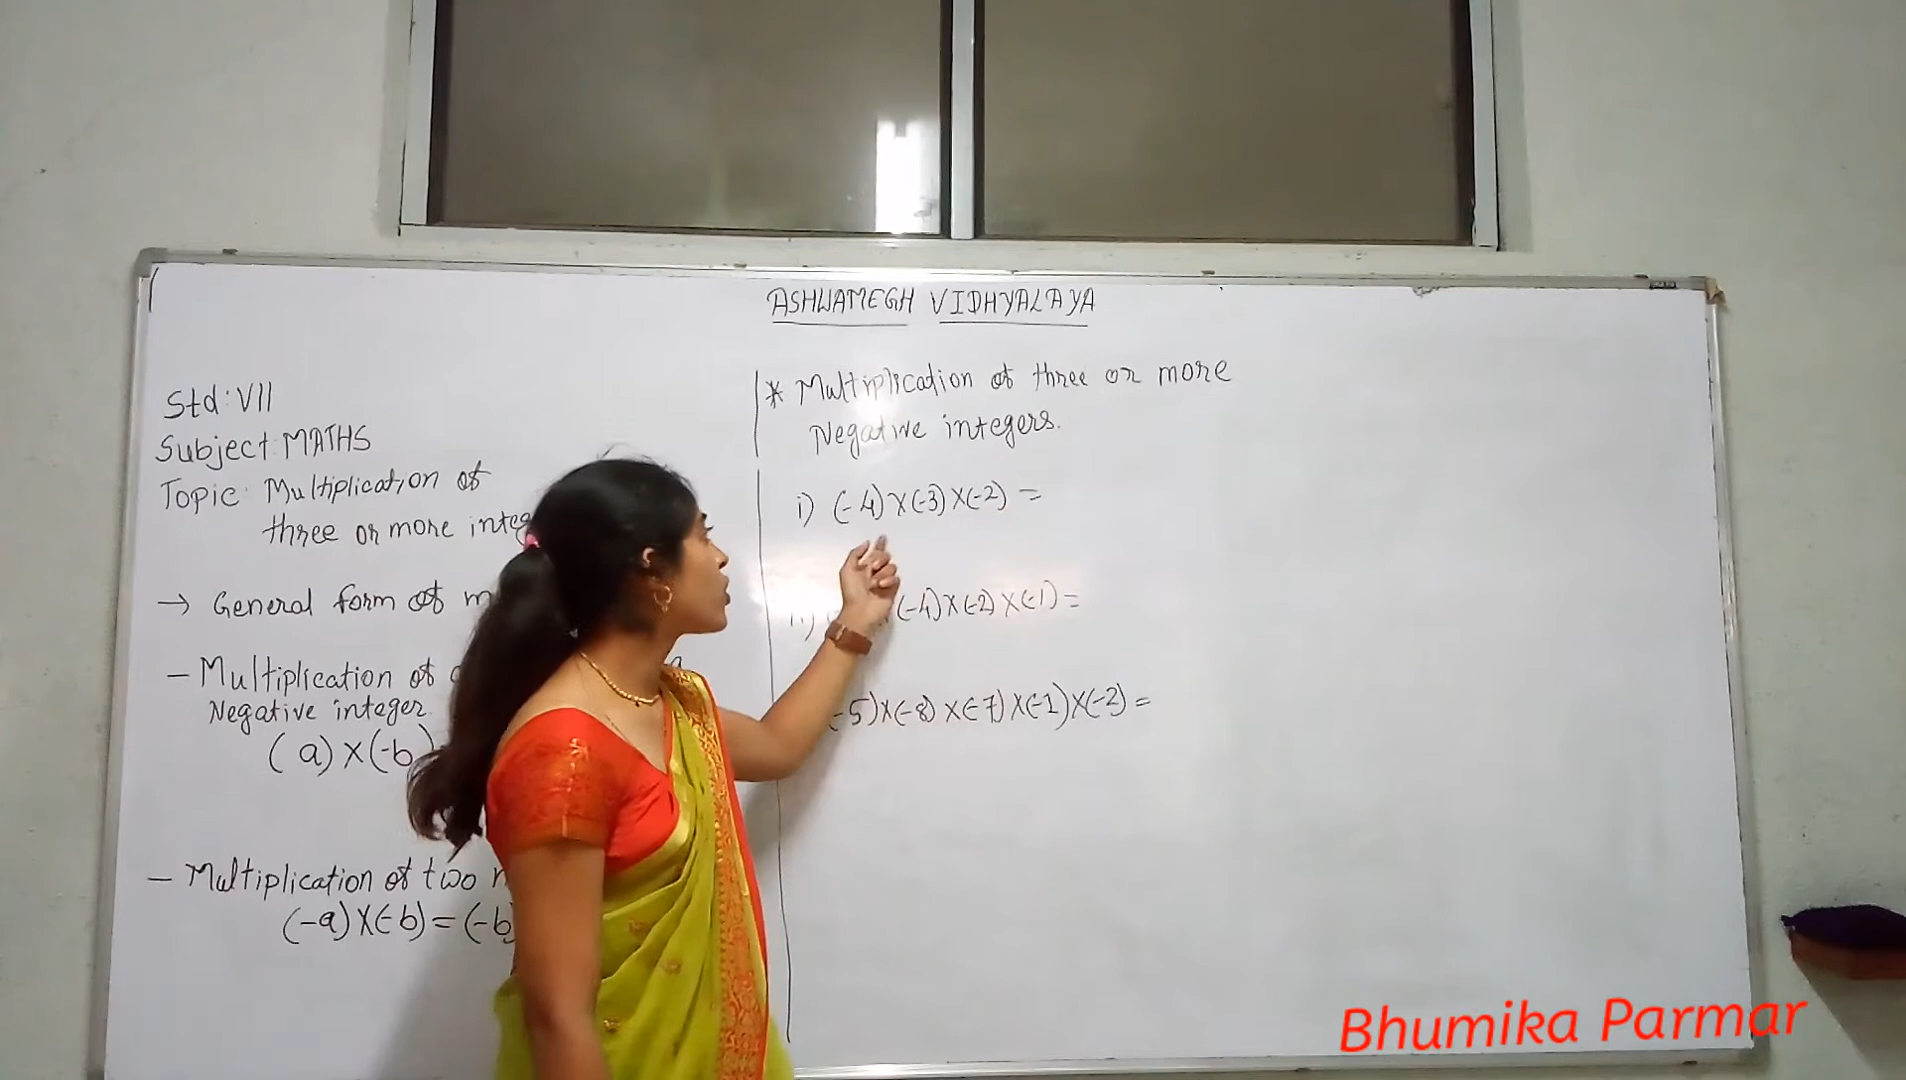 ASHWAMEGH VIDHYALAYA
Std: VII
Subject: MATHS
Topic: Multiplication of
three or more integ
→ General form of m
— Multiplication of
Negative integer
(a) X (-b)
— Multiplication of two n
(-a) X (-b) = (-b)
* Multiplication of three or more
Negative integers.
i) (-4) X (-3) X (-2) =
(-4) X (-2) X (-1) =
-5) X (-8) X (-7) X (-1) X (-2) =
Bhumika Parmar